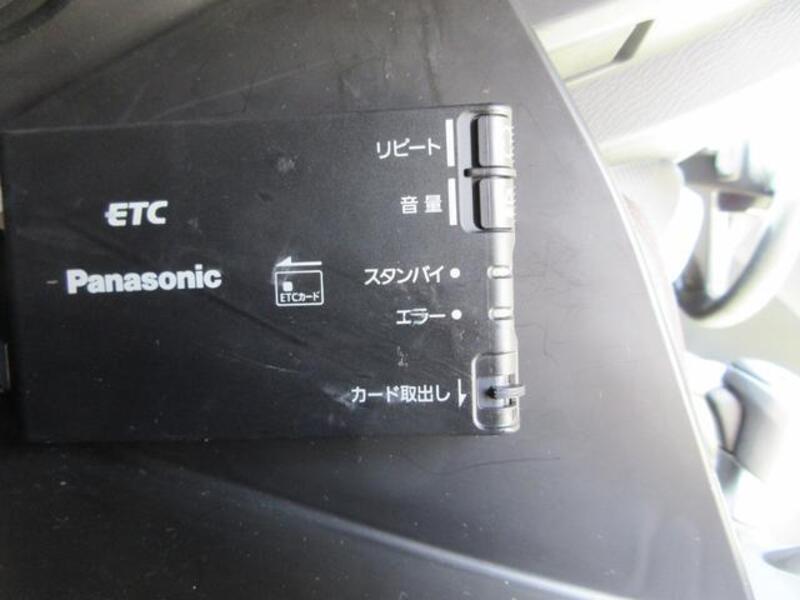 リピート
音量
ETC
Panasonic
ETCカード
スタンバイ
エラー
カード取出し